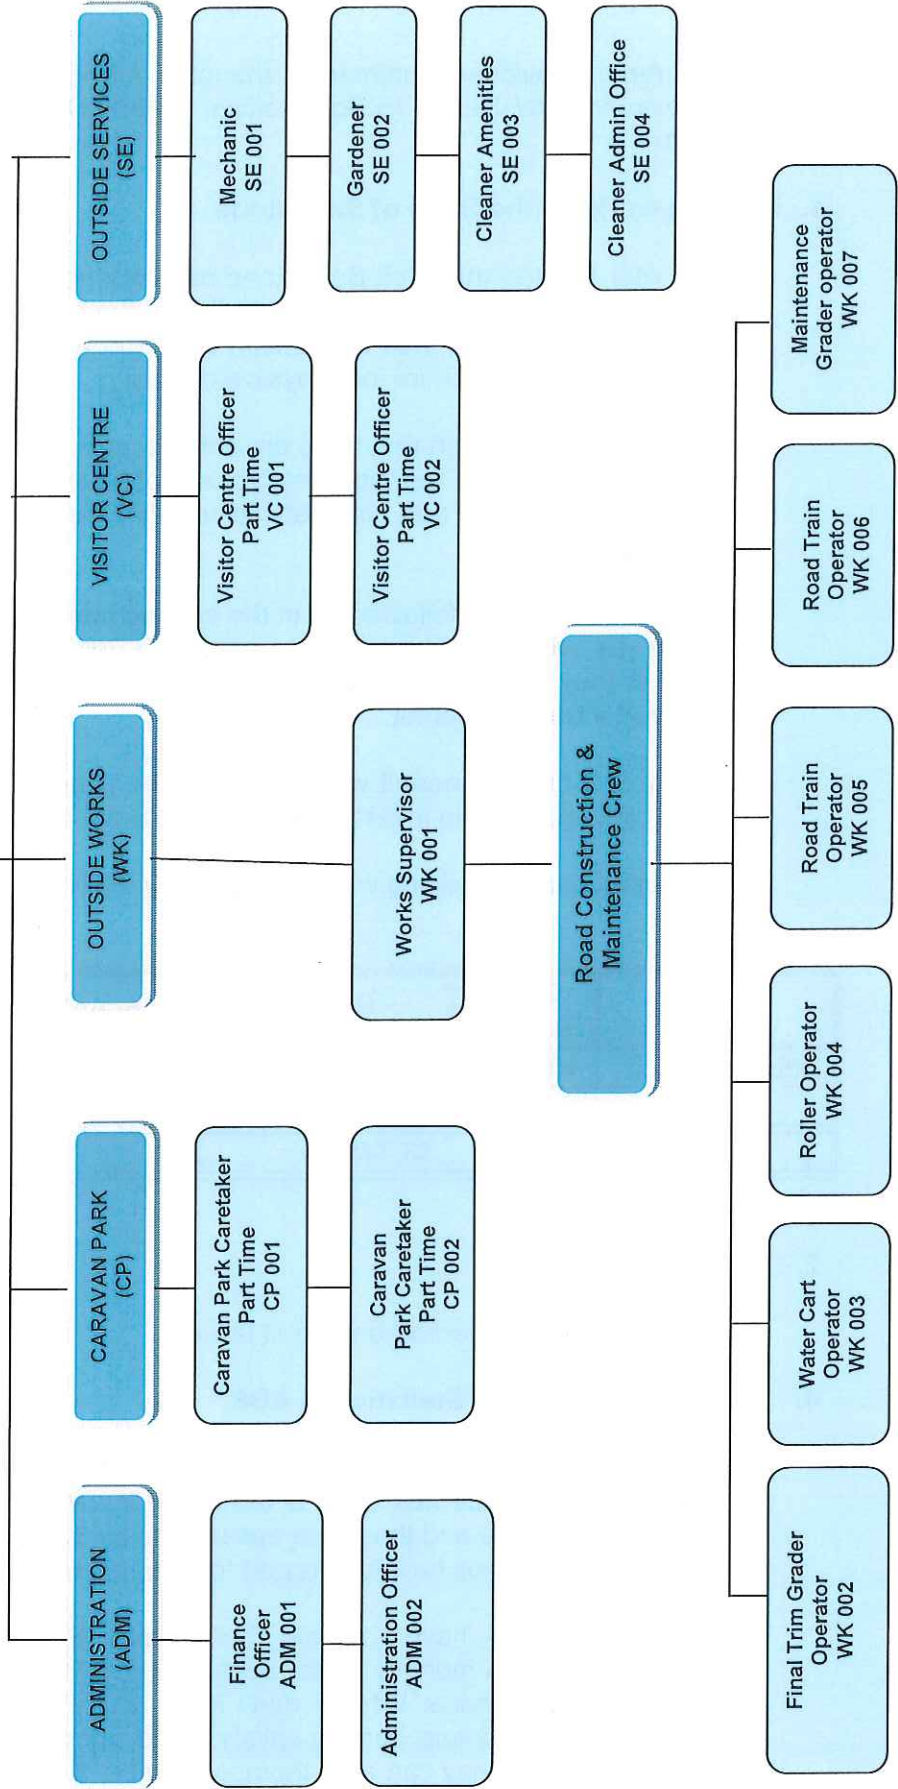 ADMINISTRATION
(ADM)
Finance
Officer
ADM 001
Administration Officer
ADM 002
CARAVAN PARK
(CP)
Caravan Park Caretaker
Part Time
CP 001
Caravan
Park Caretaker
Part Time
CP 002
OUTSIDE WORKS
(WK)
Works Supervisor
WK 001
VISITOR CENTRE
(VC)
Visitor Centre Officer
Part Time
VC 001
Visitor Centre Officer
Part Time
VC 002
OUTSIDE SERVICES
(SE)
Mechanic
SE 001
Gardener
SE 002
Cleaner Amenities
SE 003
Cleaner Admin Office
SE 004
Road Construction &
Maintenance Crew
Final Trim Grader
Operator
WK 002
Water Cart
Operator
WK 003
Roller Operator
WK 004
Road Train
Operator
WK 005
Road Train
Operator
WK 006
Maintenance
Grader operator
WK 007